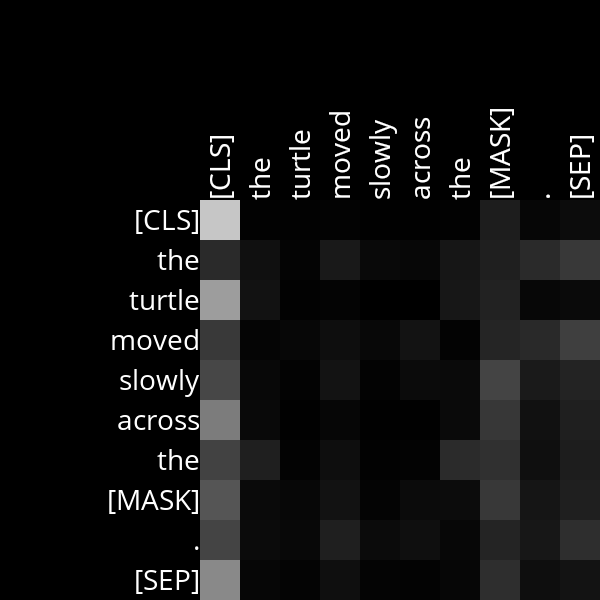 [CLS] the turtle moved slowly across the [MASK] . [SEP]
[CLS]
the
turtle
moved
slowly
across
the
[MASK]
.
[SEP]